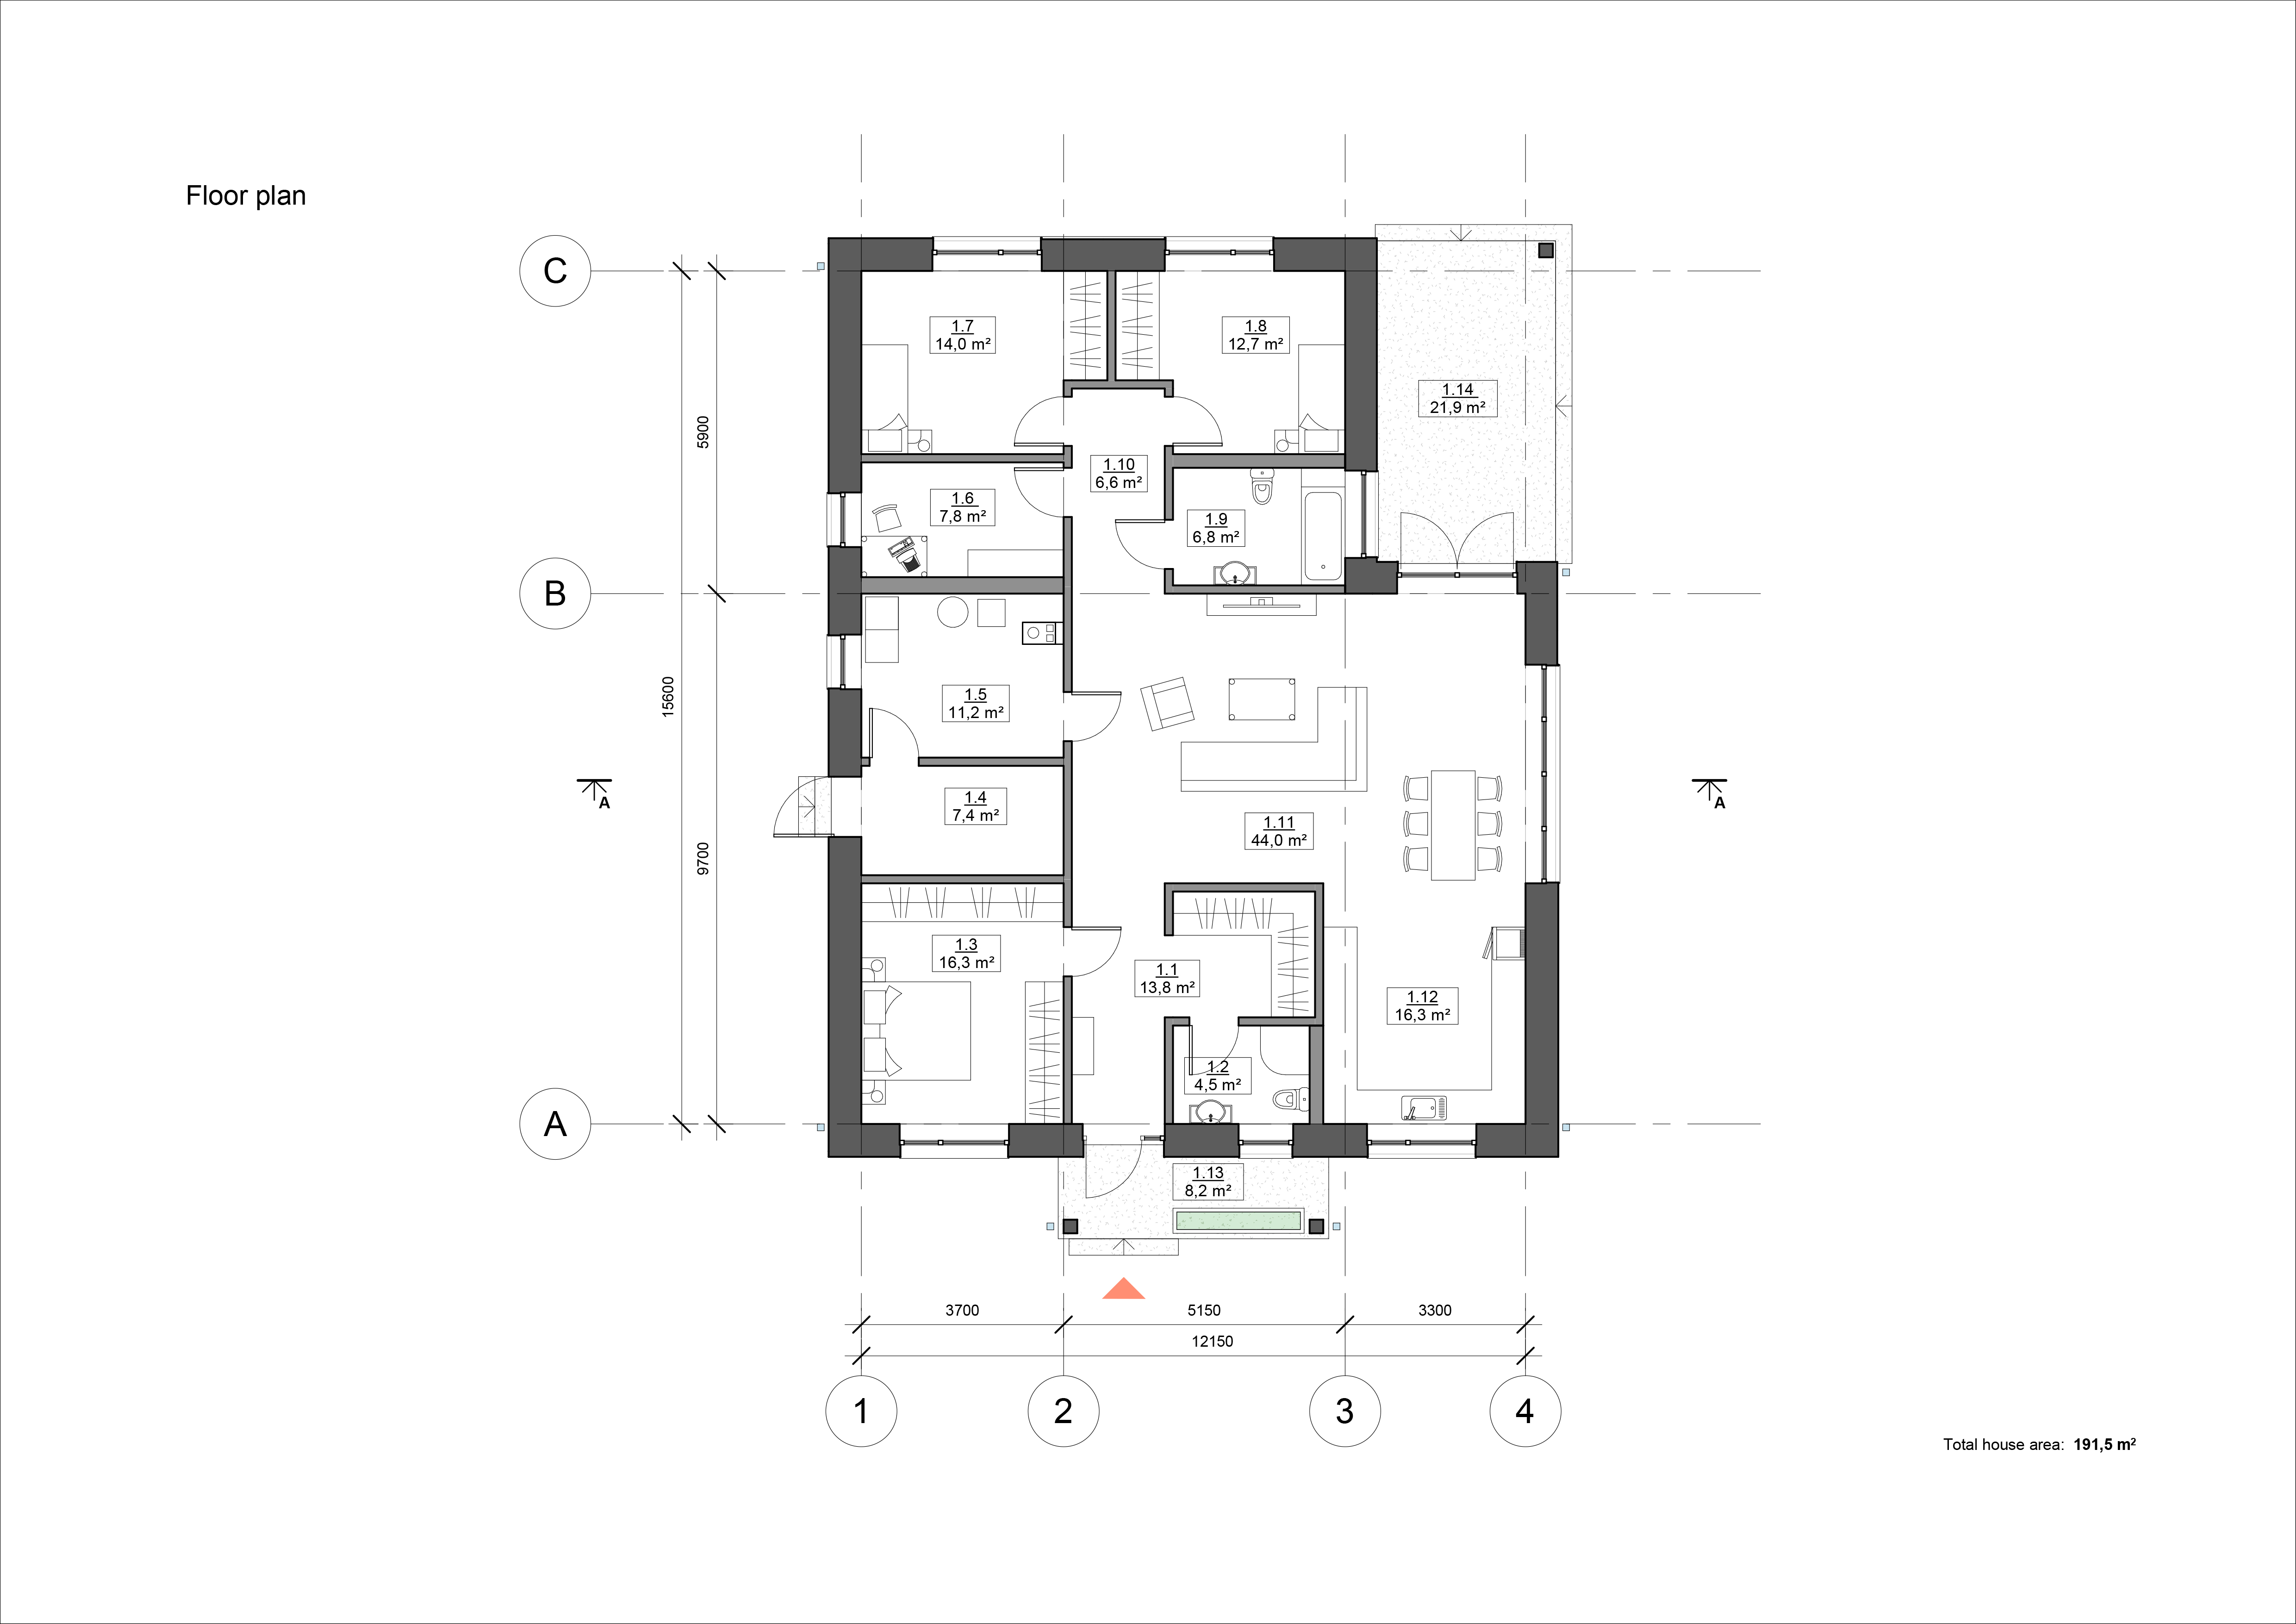 Floor plan
C
1.7
14,0 m²
1.8
12,7 m²
1.14
21,9 m²
5900
1.10
6,6 m²
1.6
7,8 m²
1.9
6,8 m²
B
15600
1.5
11,2 m²
A
A
1.4
7,4 m²
1.11
44,0 m²
9700
1.3
16,3 m²
1.1
13,8 m²
1.12
16,3 m²
1.2
4,5 m²
A
1.13
8,2 m²
3700
5150
3300
12150
1
2
3
4
Total house area: 191,5 m²